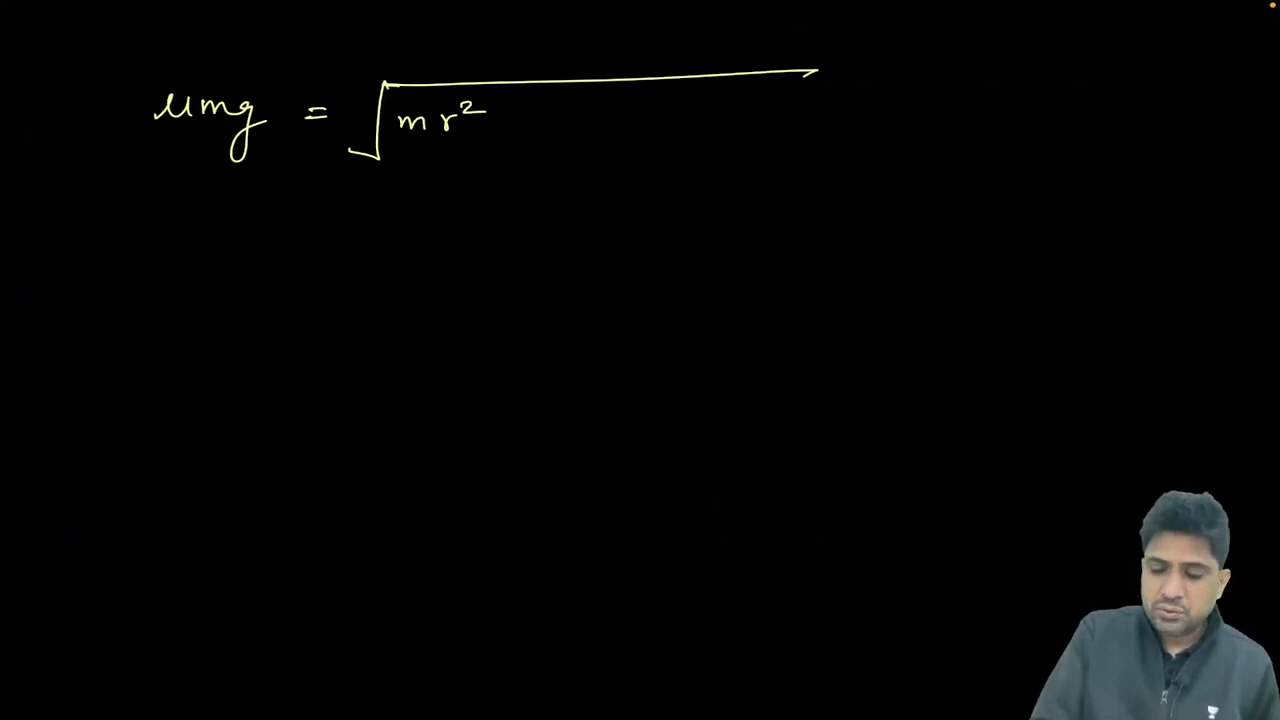 μmg = √mr²